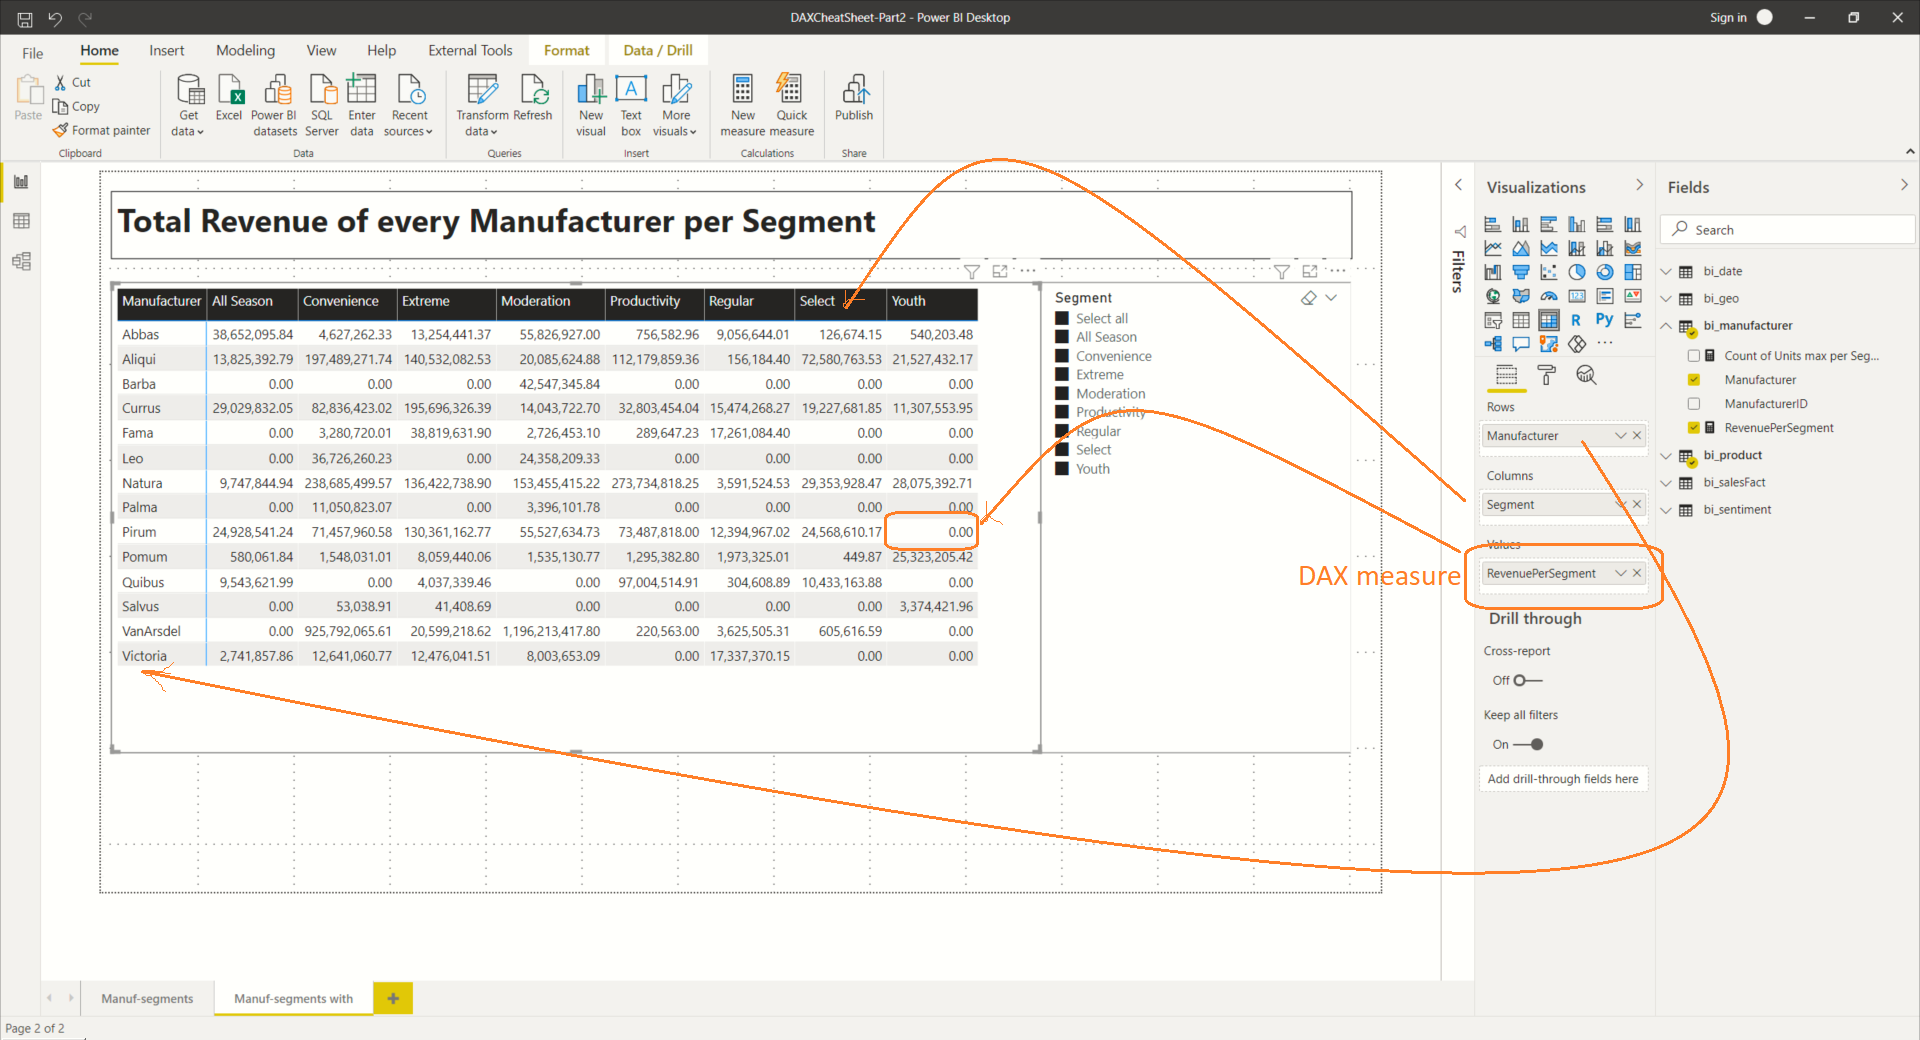 DAXCheatSheet-Part2 - Power BI Desktop
Sign in
File Home Insert Modeling View Help External Tools Format Data / Drill
Paste
Cut
Copy
Format painter
Clipboard
Get data
Excel
Power BI datasets
SQL Server
Enter data
Recent sources
Data
Transform data
Refresh
Queries
New visual
A
Text box
More visuals
Insert
New measure
Quick measure
Calculations
Publish
Share
Total Revenue of every Manufacturer per Segment
Manufacturer All Season Convenience Extreme Moderation Productivity Regular Select Youth
Abbas 38,652,095.84 4,627,262.33 13,254,441.37 55,826,927.00 756,582.96 9,056,644.01 126,674.15 540,203.48
Aliqui 13,825,392.79 197,489,271.74 140,532,082.53 20,085,624.88 112,179,859.36 156,184.40 72,580,763.53 21,527,432.17
Barba 0.00 0.00 0.00 42,547,345.84 0.00 0.00 0.00 0.00
Currus 29,029,832.05 82,836,423.02 195,696,326.39 14,043,722.70 32,803,454.04 15,474,268.27 19,227,681.85 11,307,553.95
Fama 0.00 3,280,720.01 38,819,631.90 2,726,453.10 289,647.23 17,261,084.40 0.00 0.00
Leo 0.00 36,726,260.23 0.00 24,358,209.33 0.00 0.00 0.00 0.00
Natura 9,747,844.94 238,685,499.57 136,422,738.90 153,455,415.22 273,734,818.25 3,591,524.53 29,353,928.47 28,075,392.71
Palma 0.00 11,050,823.07 0.00 3,396,101.78 0.00 0.00 0.00 0.00
Pirum 24,928,541.24 71,457,960.58 130,361,162.77 55,527,634.73 73,487,818.00 12,394,967.02 24,568,610.17 0.00
Pomum 580,061.84 1,548,031.01 8,059,440.06 1,535,130.77 1,295,382.80 1,973,325.01 449.87 25,323,205.42
Quibus 9,543,621.99 0.00 4,037,339.46 0.00 97,004,514.91 304,608.89 10,433,163.88 0.00
Salvus 0.00 53,038.91 41,408.69 0.00 0.00 0.00 0.00 3,374,421.96
VanArsdel 0.00 925,792,065.61 20,599,218.62 1,196,213,417.80 220,563.00 3,625,505.31 605,616.59 0.00
Victoria 2,741,857.86 12,641,060.77 12,476,041.51 8,003,653.09 0.00 17,337,370.15 0.00 0.00
Segment
Select all
All Season
Convenience
Extreme
Moderation
Productivity
Regular
Select
Youth
DAX measure
Filters
Visualizations
123
R
Py
Rows
Manufacturer
Columns
Segment
Values
RevenuePerSegment
Drill through
Cross-report
Off
Keep all filters
On
Add drill-through fields here
Fields
Search
bi_date
bi_geo
bi_manufacturer
Count of Units max per Seg...
Manufacturer
ManufacturerID
RevenuePerSegment
bi_product
bi_salesFact
bi_sentiment
Manuf-segments
Manuf-segments with
Page 2 of 2